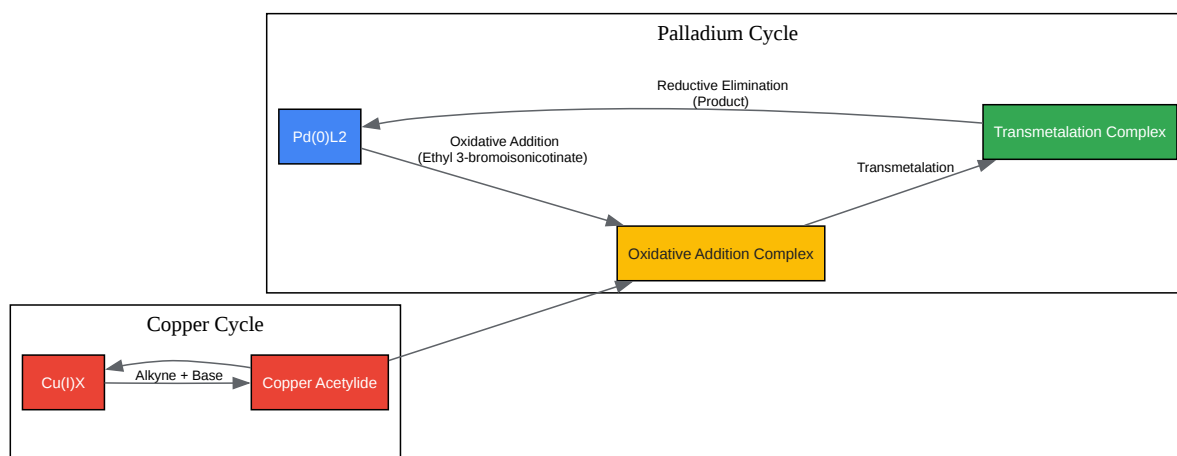 Palladium Cycle
Reductive Elimination
(Product)
Pd(0)L2
Transmetalation Complex
Oxidative Addition
(Ethyl 3-bromoisonicotinate)
Transmetalation
Oxidative Addition Complex
Copper Cycle
Cu(I)X
Alkyne + Base
Copper Acetylide